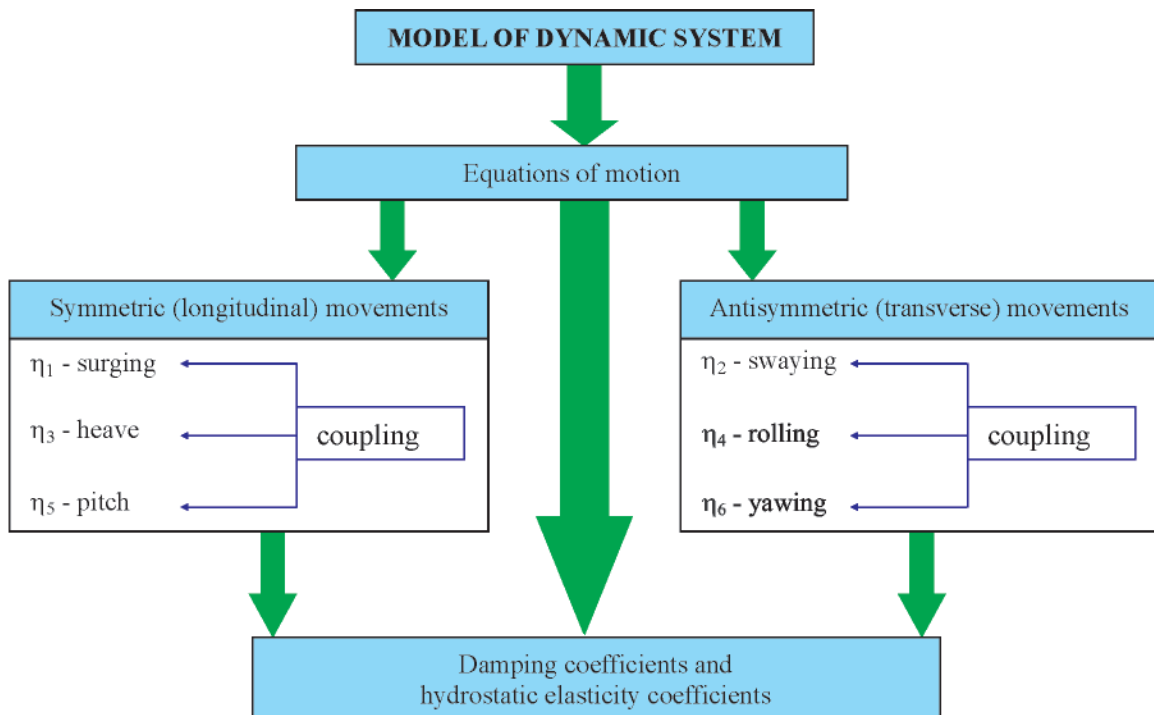 MODEL OF DYNAMIC SYSTEM
Equations of motion
Symmetric (longitudinal) movements
η₁ - surging
η₃ - heave
coupling
η₅ - pitch
Antisymmetric (transverse) movements
η₂ - swaying
η₄ - rolling
coupling
η₆ - yawing
Damping coefficients and
hydrostatic elasticity coefficients